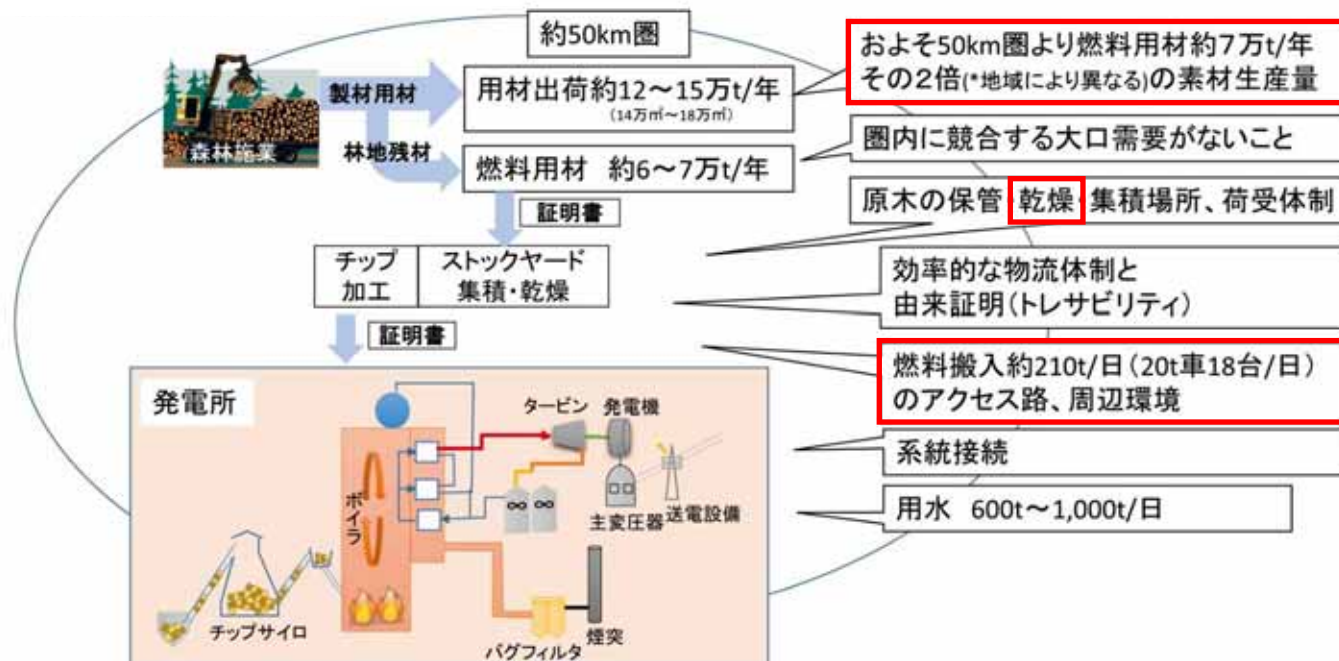 約50km圏
およそ50km圏より燃料用材約７万t/年
その２倍(*地域により異なる)の素材生産量
製材用材
用材出荷約12～15万t/年
（14万㎥～18万㎥）
森林施業
林地残材
燃料用材　約6～7万t/年
圏内に競合する大口需要がないこと
証明書
原木の保管・乾燥・集積場所、荷受体制
チップ
加工
ストックヤード
集積・乾燥
効率的な物流体制と
由来証明（トレサビリティ）
証明書
燃料搬入約210t/日（20t車18台/日）
のアクセス路、周辺環境
発電所
タービン
発電機
系統接続
ボイラ
主変圧器
送電設備
用水　600t～1,000t/日
チップサイロ
バグフィルタ
煙突